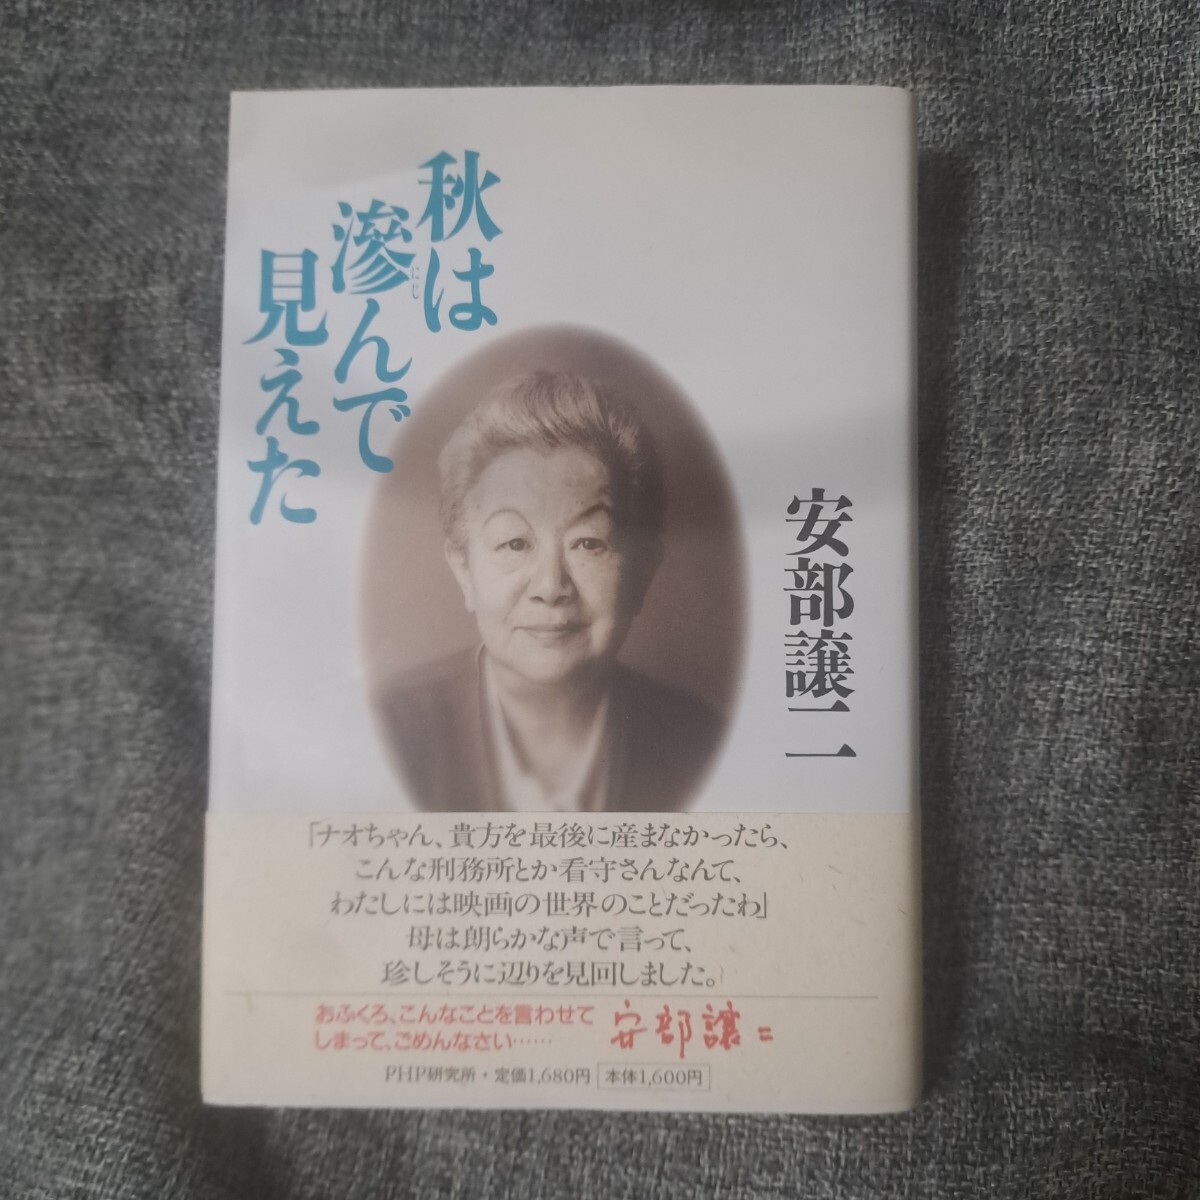 秋は
滲んで
にじ
見えた
安部譲二
「ナオちゃん、貴方を最後に産まなかったら、
こんな刑務所とか看守さんなんて、
わたしには映画の世界のことだったわ」
母は朗らかな声で言って、
珍しそうに辺りを見回しました。
おふくろ、こんなことを言わせて
しまって、ごめんなさい……
安部譲二
PHP研究所・定価1,680円 本体1,600円